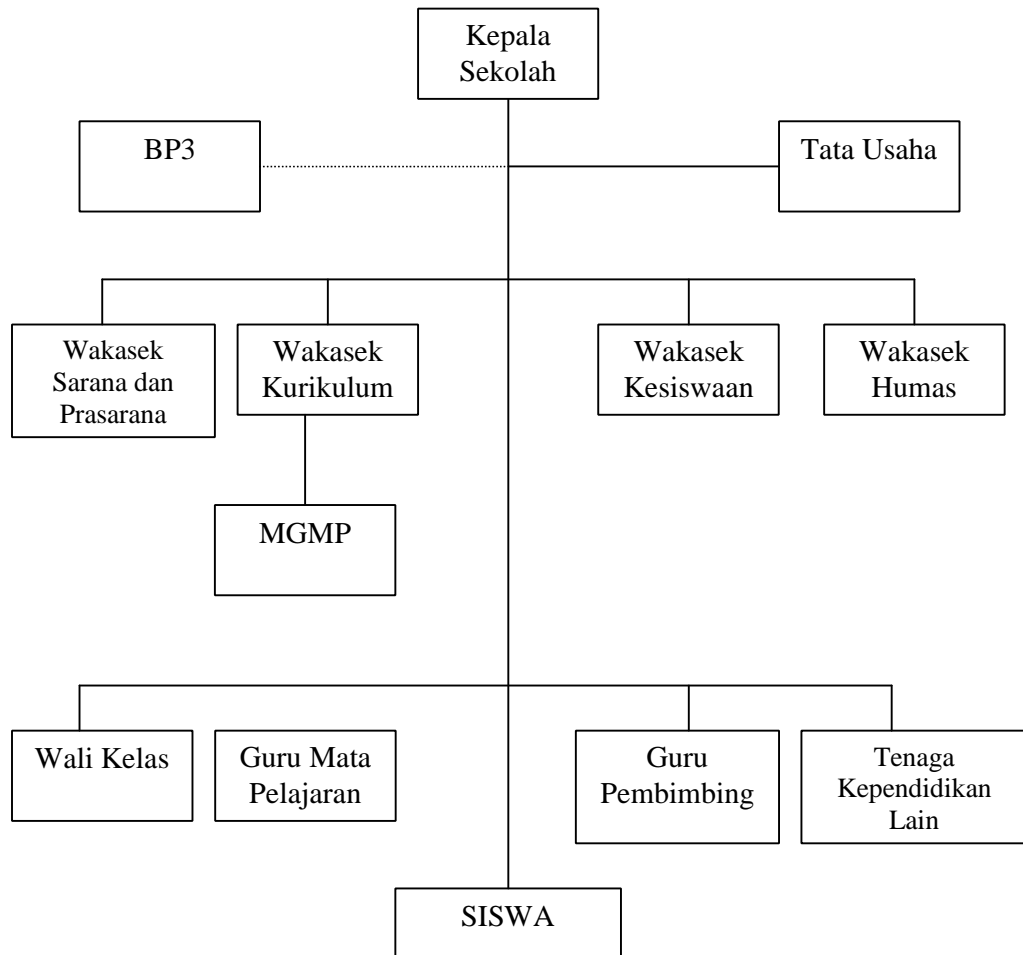 Kepala
Sekolah
BP3
Tata Usaha
Wakasek
Sarana dan
Prasarana
Wakasek
Kurikulum
Wakasek
Kesiswaan
Wakasek
Humas
MGMP
Wali Kelas
Guru Mata
Pelajaran
Guru
Pembimbing
Tenaga
Kependidikan
Lain
SISWA